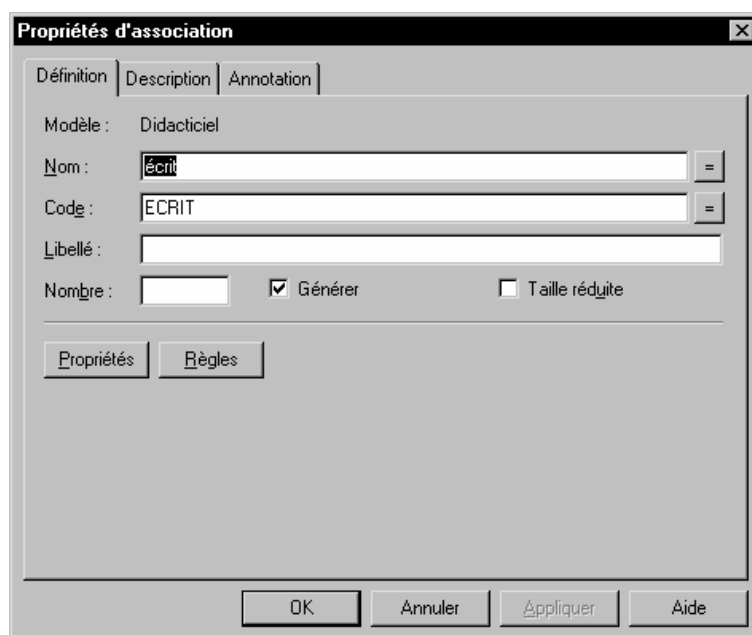 Propriétés d'association
Définition Description Annotation
Modèle : Didacticiel
Nom : écrit =
Code : ECRIT =
Libellé :
Nombre : Générer Taille réduite
Propriétés Règles
OK Annuler Appliquer Aide